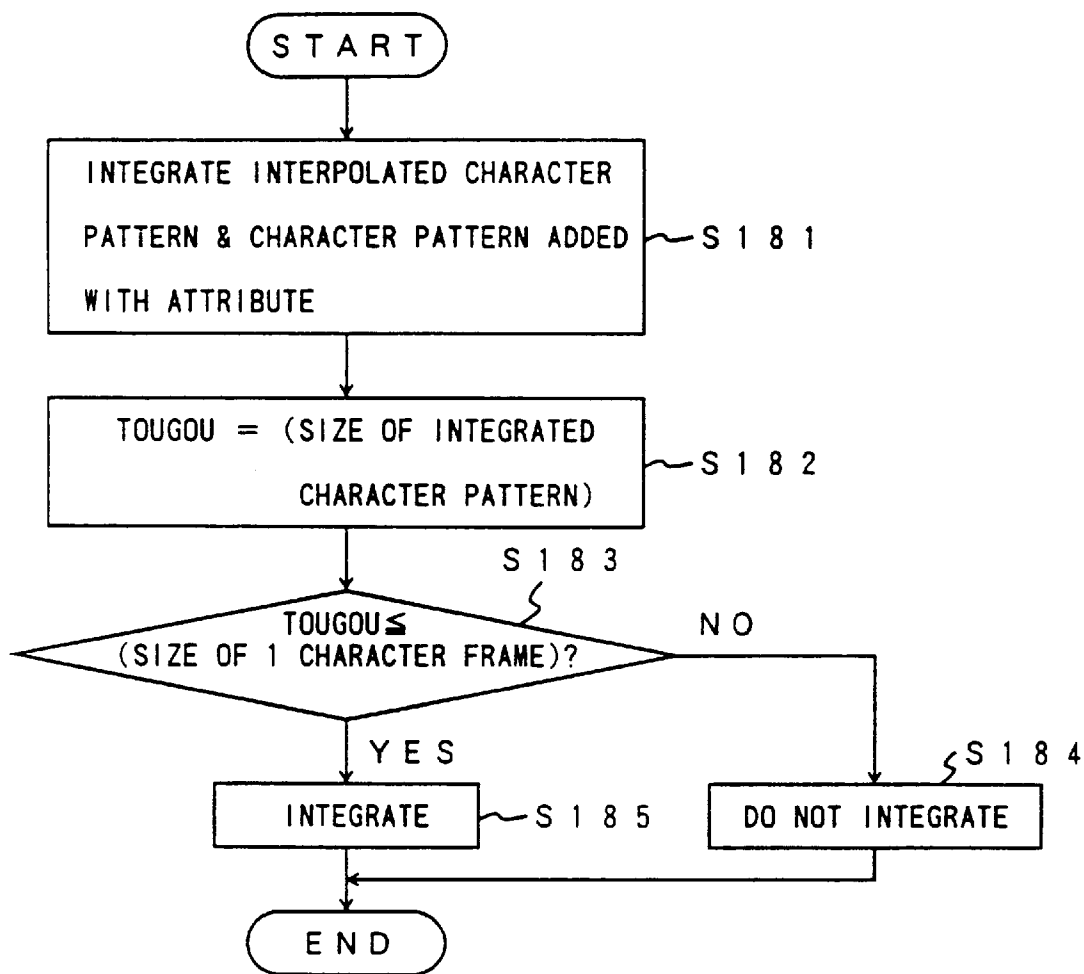 START
INTEGRATE INTERPOLATED CHARACTER
PATTERN & CHARACTER PATTERN ADDED
WITH ATTRIBUTE
S181
TOUGOU = (SIZE OF INTEGRATED
CHARACTER PATTERN)
S182
S183
TOUGOU≦
(SIZE OF 1 CHARACTER FRAME)?
NO
YES
S184
INTEGRATE
S185
DO NOT INTEGRATE
END